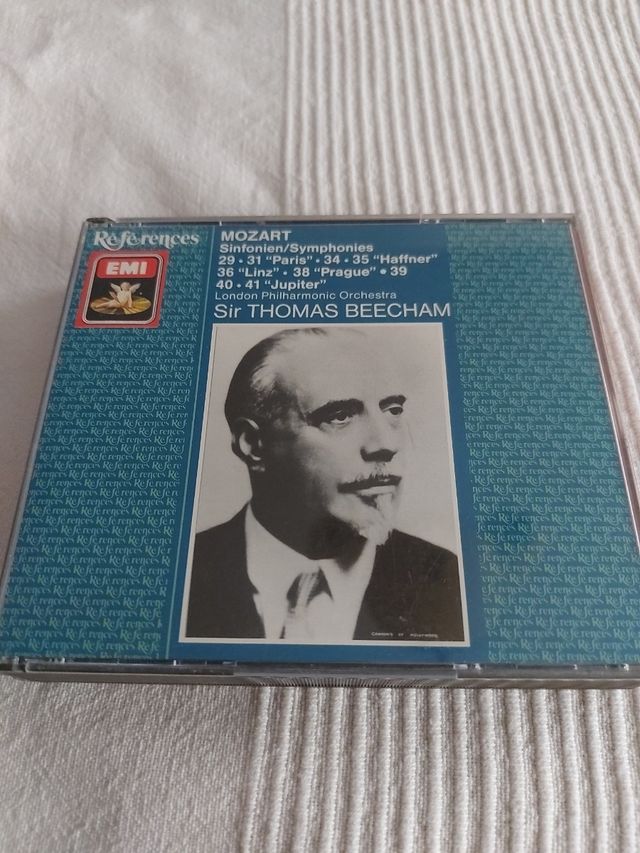 Références
EMI
MOZART
Sinfonien/Symphonies
29 • 31 "Paris" • 34 • 35 "Haffner"
36 "Linz" • 38 "Prague" • 39
40 • 41 "Jupiter"
London Philharmonic Orchestra
Sir THOMAS BEECHAM